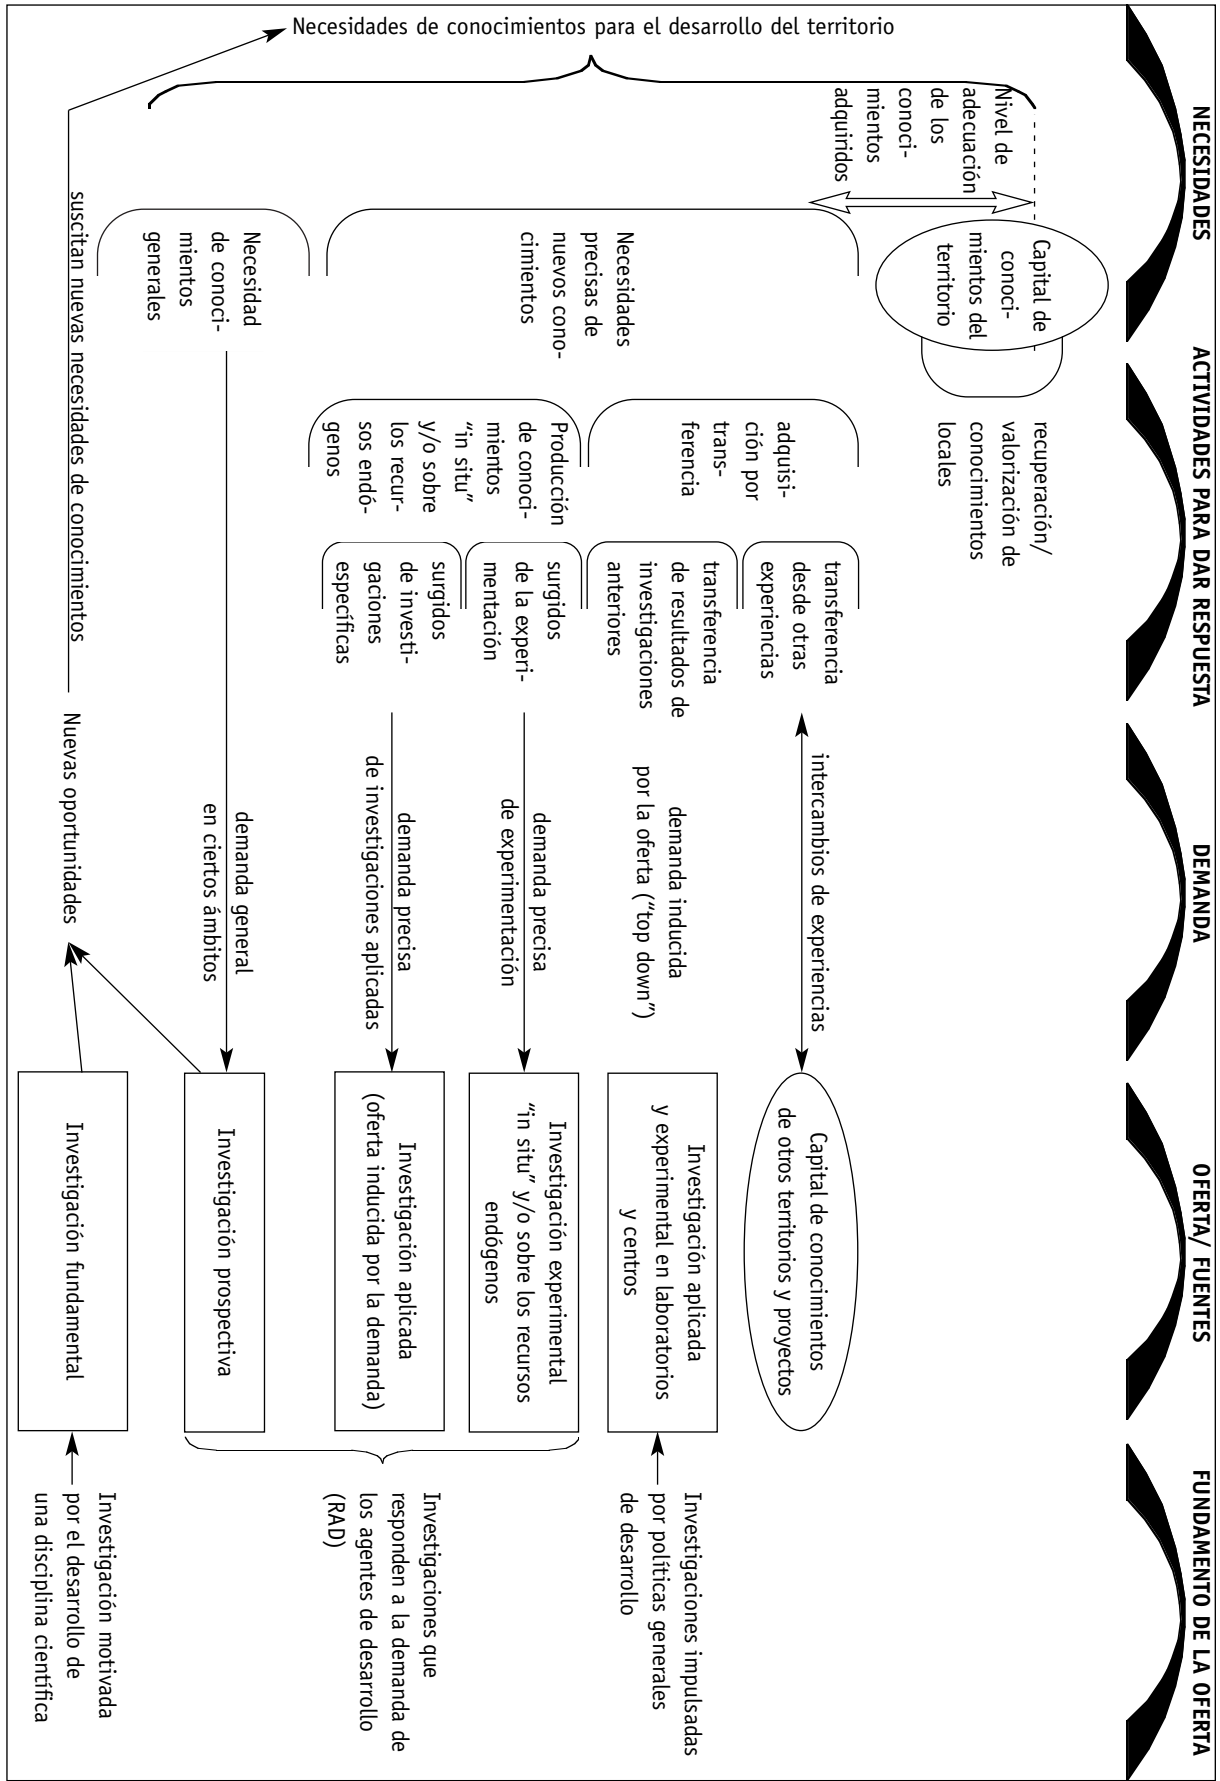 NECESIDADES
ACTIVIDADES PARA DAR RESPUESTA
DEMANDA
OFERTA/ FUENTES
FUNDAMENTO DE LA OFERTA
Necesidades de conocimientos para el desarrollo del territorio
Nivel de
adecuación
de los
conoci-
mientos
adquiridos
Capital de
conoci-
mientos del
territorio
recuperación/
valorización de
conocimientos
locales
Necesidades
precisas de
nuevos cono-
cimientos
adquisi-
ción por
trans-
ferencia
transferencia
desde otras
experiencias
intercambios de experiencias
Capital de conocimientos
de otros territorios y proyectos
transferencia
de resultados de
investigaciones
anteriores
demanda inducida
por la oferta (“top down”)
Investigación aplicada
y experimental en laboratorios
y centros
Investigaciones impulsadas
por políticas generales
de desarrollo
Producción
de conoci-
mientos
“in situ”
y/o sobre
los recur-
sos endó-
genos
surgidos
de la experi-
mentación
demanda precisa
de experimentación
Investigación experimental
“in situ” y/o sobre los recursos
endógenos
surgidos
de investi-
gaciones
específicas
demanda precisa
de investigaciones aplicadas
Investigación aplicada
(oferta inducida por la demanda)
Investigaciones que
responden a la demanda de
los agentes de desarrollo
(RAD)
Necesidad
de conoci-
mientos
generales
demanda general
en ciertos ámbitos
Investigación prospectiva
suscitan nuevas necesidades de conocimientos
Nuevas oportunidades
Investigación fundamental
Investigación motivada
por el desarrollo de
una disciplina científica